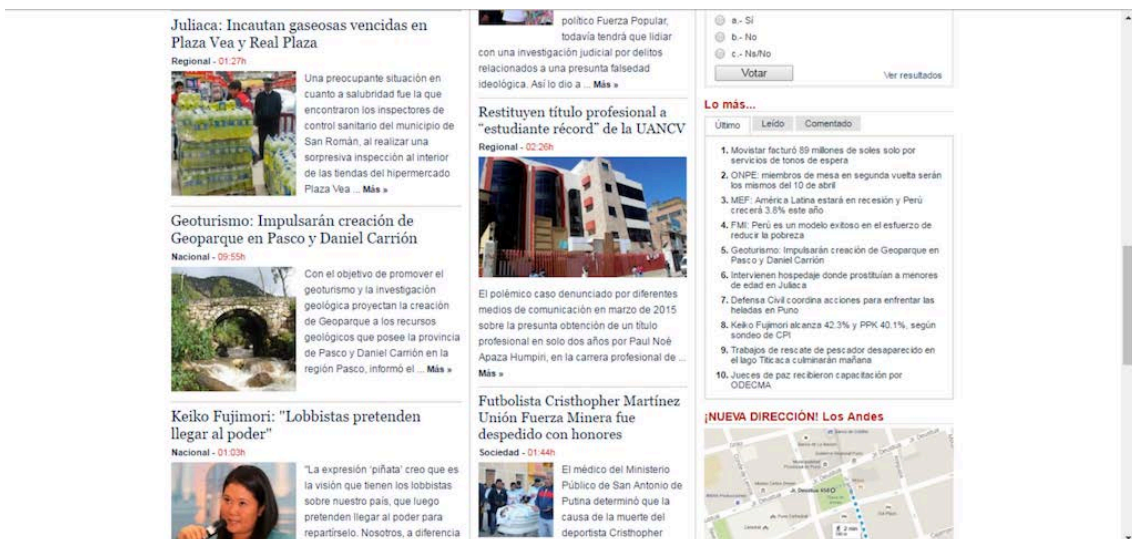 Juliaca: Incautan gaseosas vencidas en
Plaza Vea y Real Plaza
Regional - 01:27h
Una preocupante situación en
cuanto a salubridad fue la que
encontraron los inspectores de
control sanitario del municipio de
San Román, al realizar una
sorpresiva inspección al interior
de las tiendas del hipermercado
Plaza Vea ... Más »
Geoturismo: Impulsarán creación de
Geoparque en Pasco y Daniel Carrión
Nacional - 09:55h
Con el objetivo de promover el
geoturismo y la investigación
geológica proyectan la creación
de Geoparque a los recursos
geológicos que posee la provincia
de Pasco y Daniel Carrión en la
región Pasco, informó el ... Más »
Keiko Fujimori: "Lobbistas pretenden
llegar al poder"
Nacional - 01:03h
"La expresión 'piñata' creo que es
la visión que tienen los lobbistas
sobre nuestro país, que luego
pretenden llegar al poder para
repartírselo. Nosotros, a diferencia
político Fuerza Popular,
todavía tendrá que lidiar
con una investigación judicial por delitos
relacionados a una presunta falsedad
ideológica. Así lo dio a ... Más »
Restituyen título profesional a
“estudiante récord” de la UANCV
Regional - 02:26h
El polémico caso denunciado por diferentes
medios de comunicación en marzo de 2015
sobre la presunta obtención de un título
profesional en solo dos años por Paul Noé
Apaza Humpiri, en la carrera profesional de ...
Más »
Futbolista Cristhopher Martínez
Unión Fuerza Minera fue
despedido con honores
Sociedad - 01:44h
El médico del Ministerio
Público de San Antonio de
Putina determinó que la
causa de la muerte del
deportista Cristhopher
a.- Sí
b.- No
c.- Ns/No
Votar
Ver resultados
Lo más...
Último Leído Comentado
1. Movistar facturó 89 millones de soles solo por
servicios de tonos de espera
2. ONPE: miembros de mesa en segunda vuelta serán
los mismos del 10 de abril
3. MEF: América Latina estará en recesión y Perú
crecerá 3.8% este año
4. FMI: Perú es un modelo exitoso en el esfuerzo de
reducir la pobreza
5. Geoturismo: Impulsarán creación de Geoparque en
Pasco y Daniel Carrión
6. Intervienen hospedaje donde prostituían a menores
de edad en Juliaca
7. Defensa Civil coordina acciones para enfrentar las
heladas en Puno
8. Keiko Fujimori alcanza 42.3% y PPK 40.1%, según
sondeo de CPI
9. Trabajos de rescate de pescador desaparecido en
el lago Titicaca culminarán mañana
10. Jueces de paz recibieron capacitación por
ODECMA
¡NUEVA DIRECCIÓN! Los Andes
Jr. Deustua
2 min